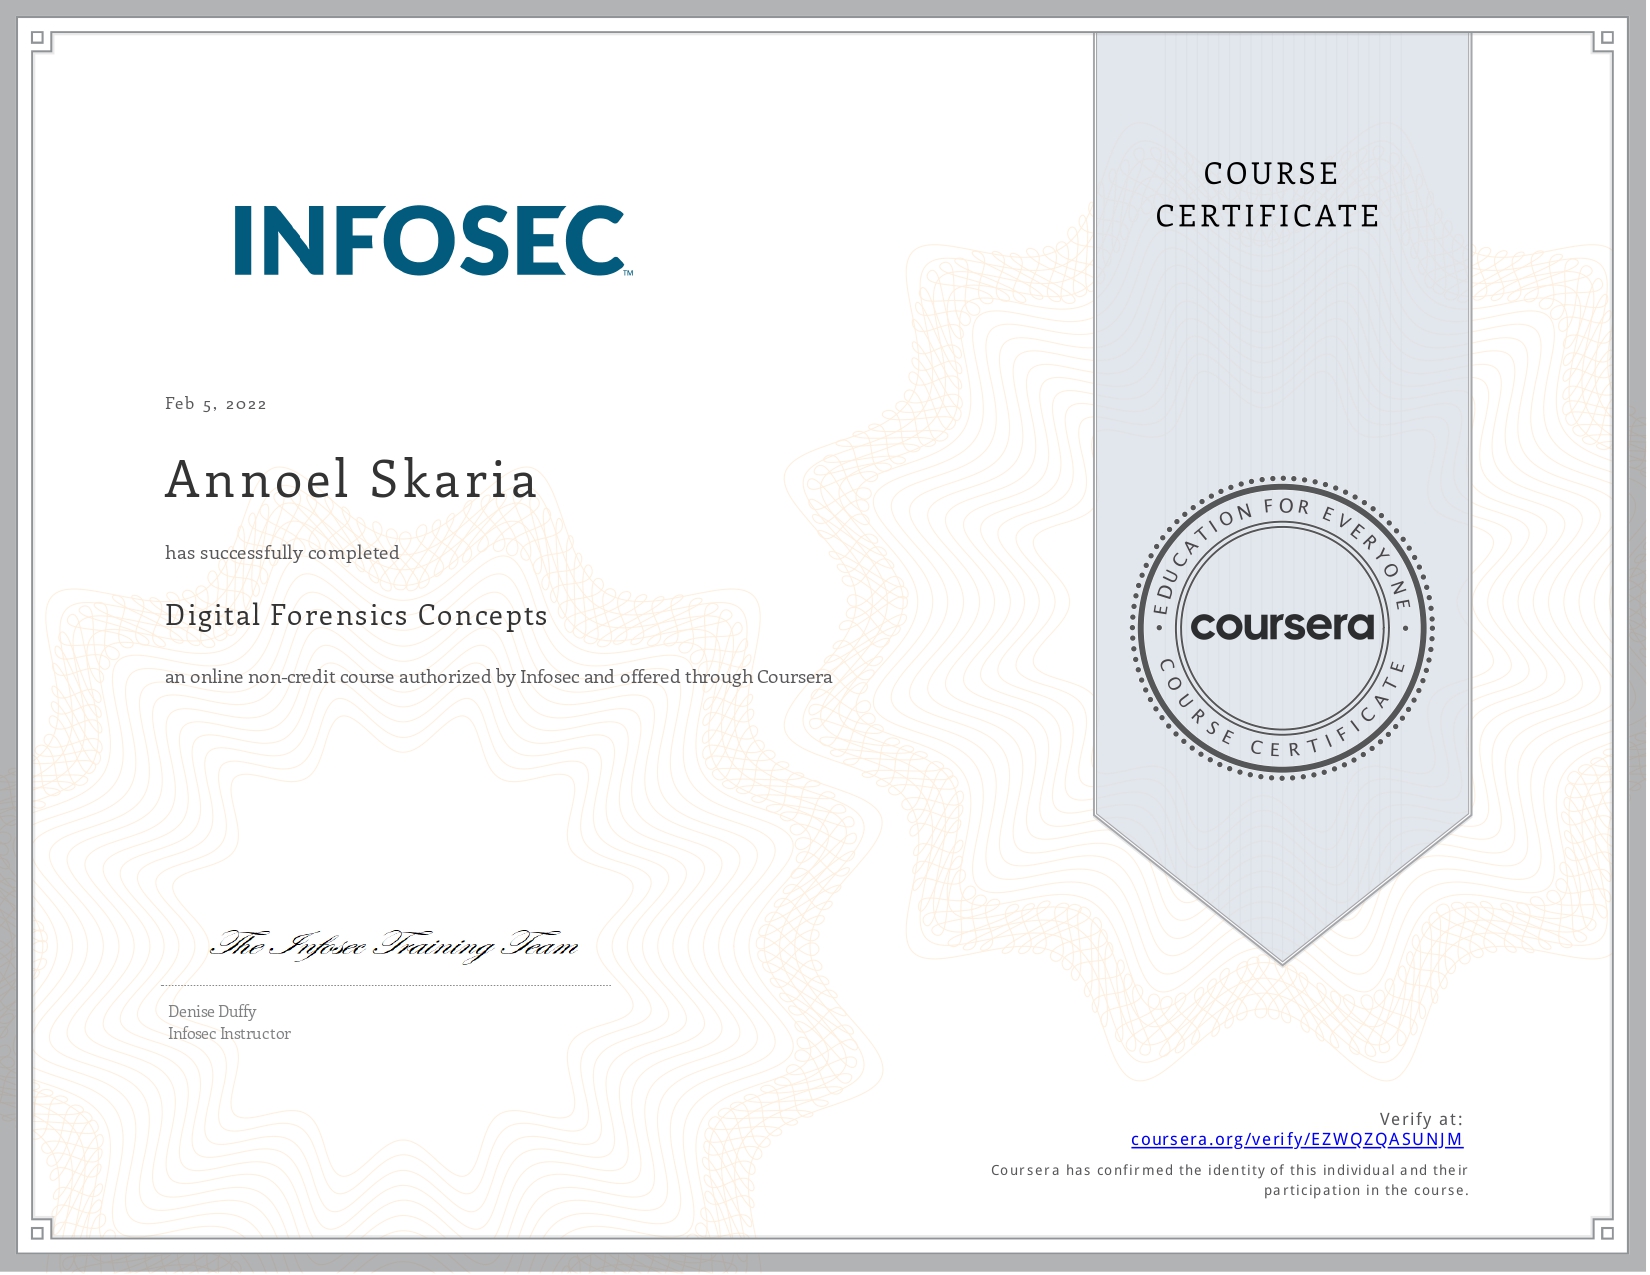 INFOSEC™
COURSE
CERTIFICATE
Feb 5, 2022
Annoel Skaria
has successfully completed
Digital Forensics Concepts
an online non-credit course authorized by Infosec and offered through Coursera
EDUCATION FOR EVERYONE
coursera
COURSE CERTIFICATE
The Infosec Training Team
Denise Duffy
Infosec Instructor
Verify at:
coursera.org/verify/EZWQZQASUNJM
Coursera has confirmed the identity of this individual and their
participation in the course.